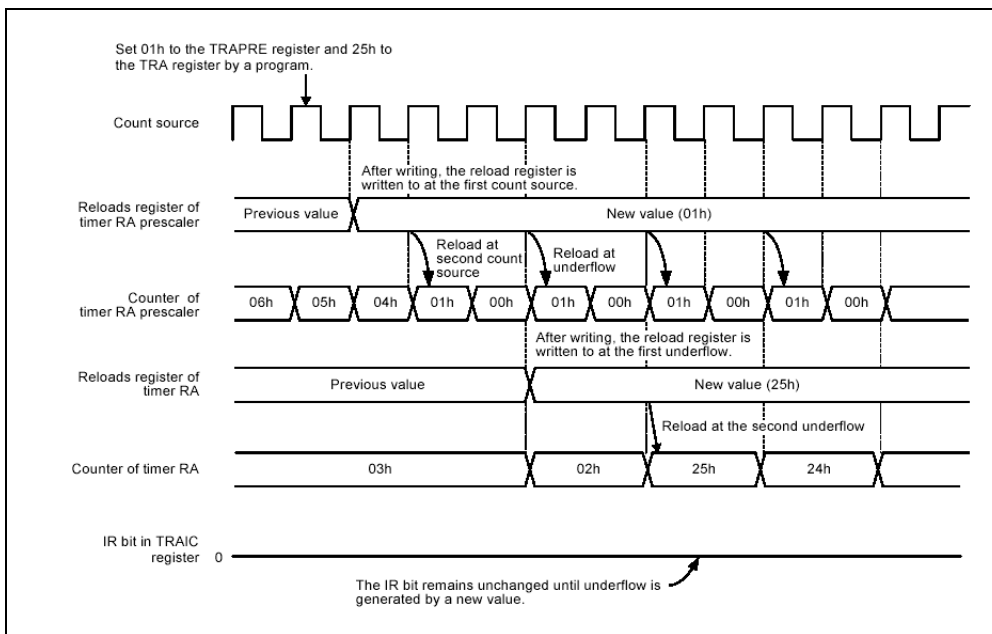 Set 01h to the TRAPRE register and 25h to
the TRA register by a program.
Count source
After writing, the reload register is
written to at the first count source.
Reloads register of
timer RA prescaler
Previous value
New value (01h)
Reload at
second count
source
Reload at
underflow
Counter of
timer RA prescaler
06h 05h 04h 01h 00h 01h 00h 01h 00h 01h 00h
After writing, the reload register is
written to at the first underflow.
Reloads register of
timer RA
Previous value
New value (25h)
Reload at the second underflow
Counter of timer RA
03h 02h 25h 24h
IR bit in TRAIC
register
0
The IR bit remains unchanged until underflow is
generated by a new value.